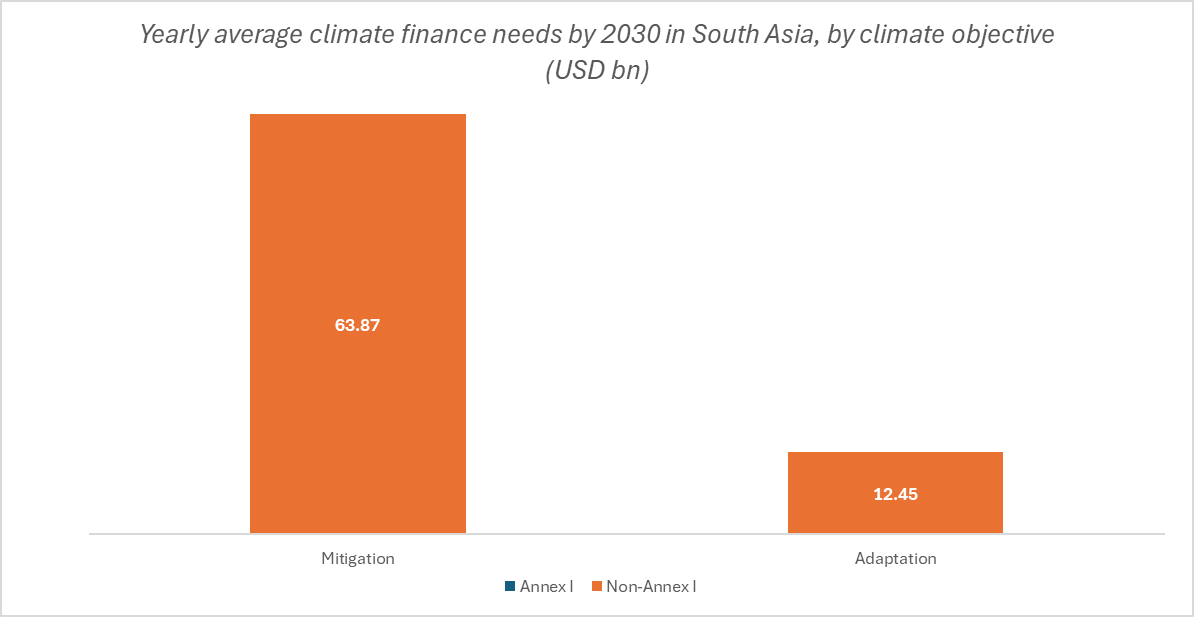 Yearly average climate finance needs by 2030 in South Asia, by climate objective
(USD bn)
63.87
12.45
Mitigation
Adaptation
Annex I
Non-Annex I